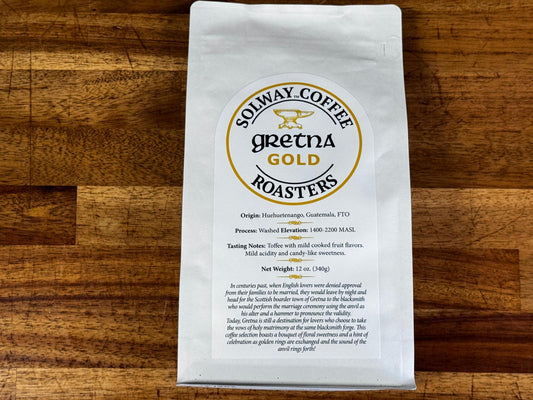 SOLWAY™ COFFEE
gretna
GOLD
ROASTERS
Origin: Huehuetenango, Guatemala, FTO
Process: Washed Elevation: 1400-2200 MASL
Tasting Notes: Toffee with mild cooked fruit flavors.
Mild acidity and candy-like sweetness.
Net Weight: 12 oz. (340g)
In centuries past, when English lovers were denied approval
from their families to be married, they would leave by night and
head for the Scottish boarder town of Gretna to the blacksmith
who would perform the marriage ceremony using the anvil as
his alter and a hammer to pronounce the validity.
Today, Gretna is still a destination for lovers who choose to take
the vows of holy matrimony at the same blacksmith forge. This
coffee selection boasts a bouquet of floral sweetness and a hint of
celebration as golden rings are exchanged and the sound of the
anvil rings forth!